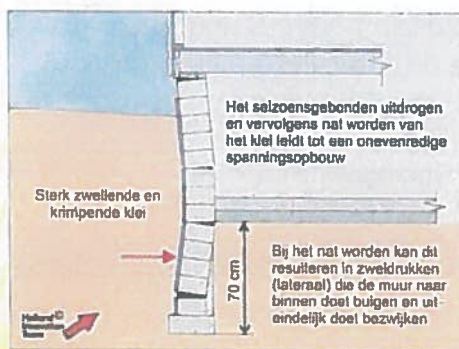 Het seizoensgebonden uitdrogen
en vervolgens nat worden van
het klei leidt tot een onevenredige
spanningsopbouw
Sterk zwellende en
krimpende klei
70 cm
Bij het nat worden kan dit
resulteren in zweldrukken
(lateraal) die de muur naar
binnen doet buigen en uit
eindelijk doet bezwijken
Holland©